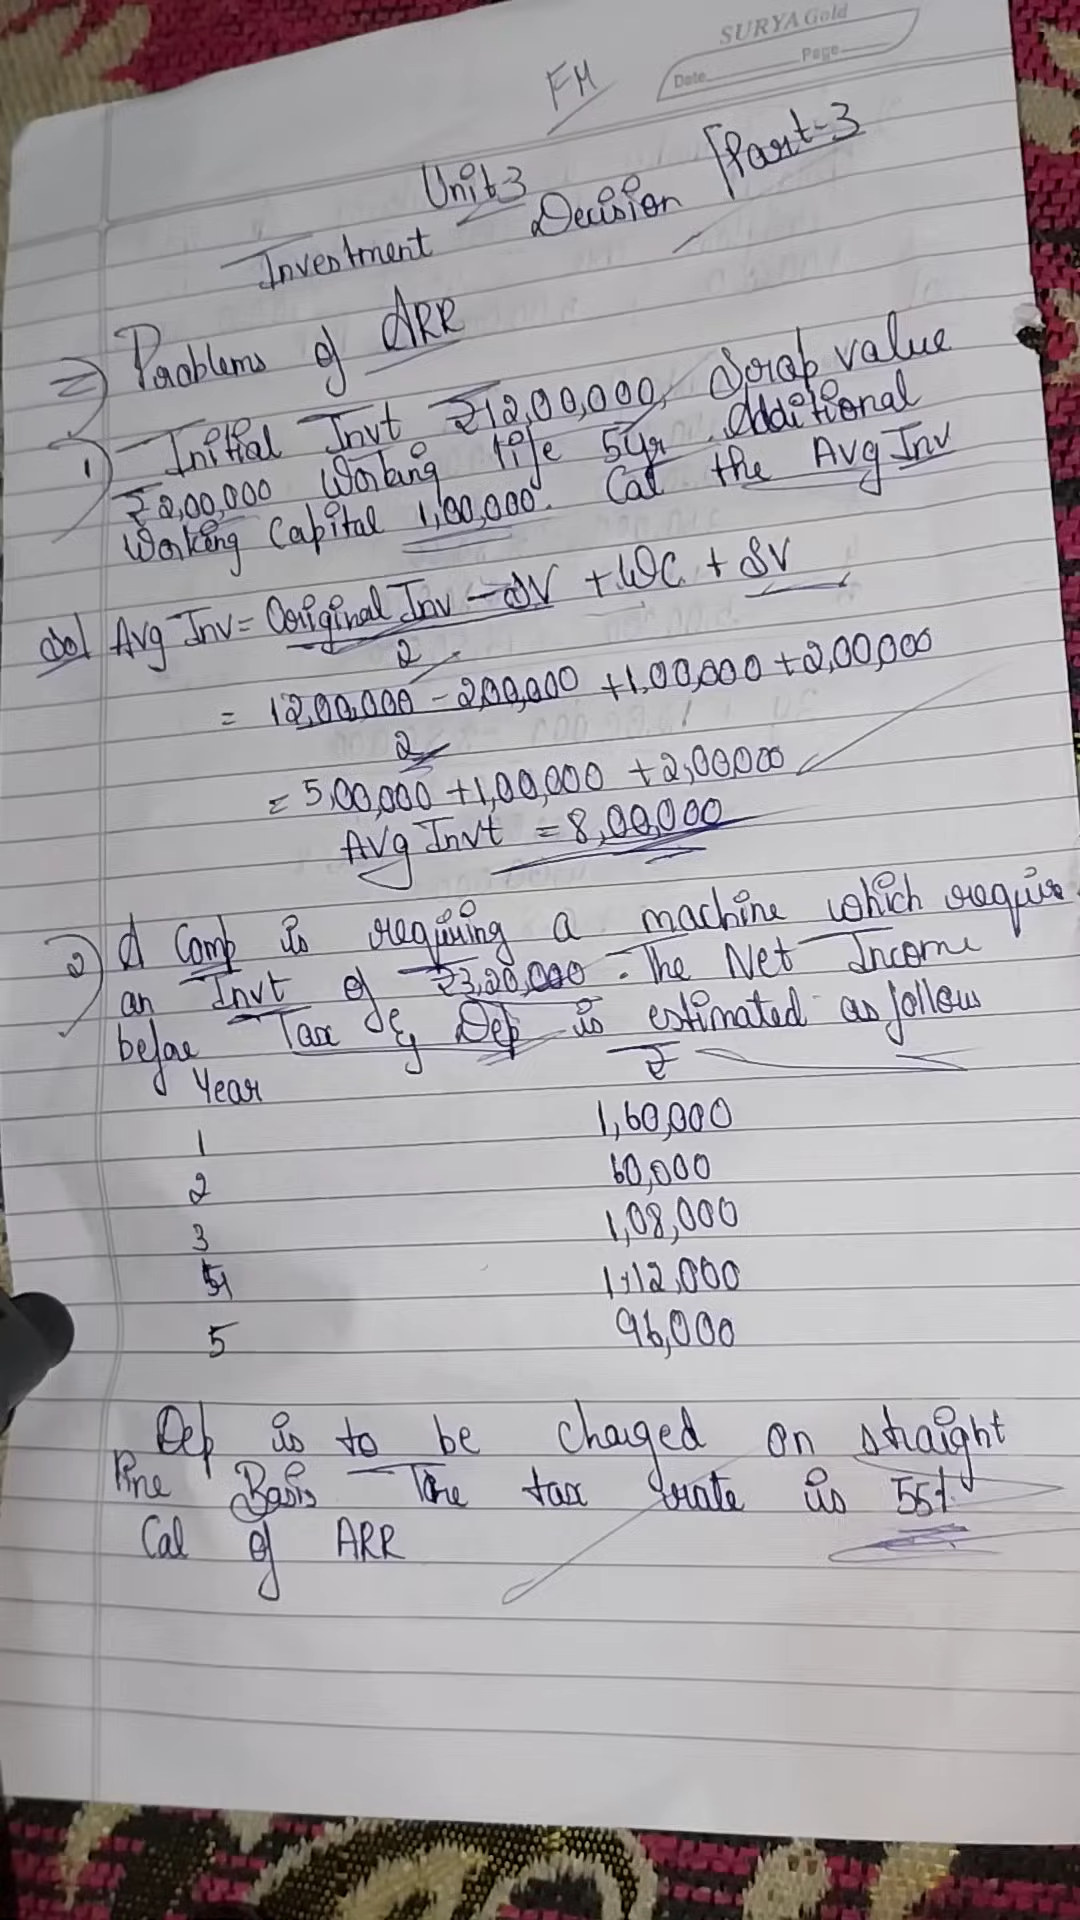 SURYA Gold
Date Page
FM
Unit 3
Investment Decision [Part-3
⇒ Problems of ARR
1) Initial Invt ₹12,00,000, Scrap value
₹2,00,000 Working life 5yr. Additional
Working Capital 1,00,000. Cal the Avg Inv
Sol Avg Inv = Original Inv - SV + WC + SV
2
= 12,00,000 - 2,00,000 + 1,00,000 + 2,00,000
2
= 5,00,000 + 1,00,000 + 2,00,000
Avg Invt = 8,00,000
2) A Comp is requiring a machine which require
an Invt of ₹3,20,000. The Net Income
before Tax & Dep is estimated as follow
Year ₹
1 1,60,000
2 60,000
3 1,08,000
4 1,12,000
5 96,000
Dep is to be chaged on straight
line Basis The tax rate is 55%
Cal of ARR